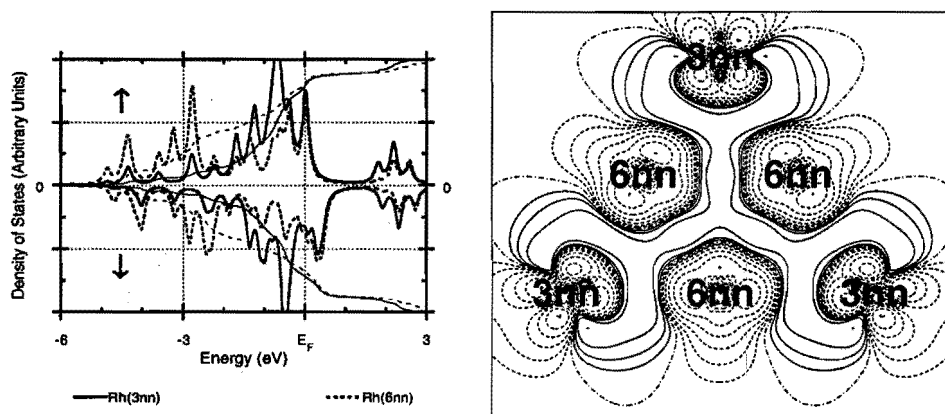 3nn
6nn 6nn
3nn 6nn 3nn
Density of States (Arbitrary Units)
↑
0 0
↓
-6 -3 E_F 3
Energy (eV)
Rh(3nn) Rh(6nn)